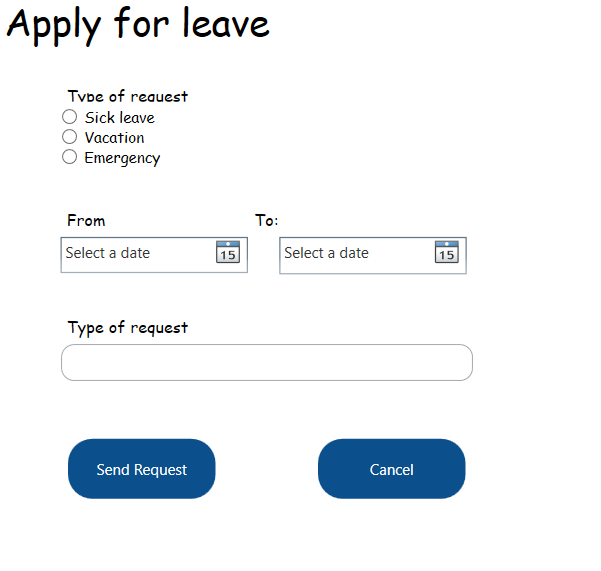 Apply for leave
Type of request
Sick leave
Vacation
Emergency
From To:
Select a date 15 Select a date 15
Type of request
Send Request Cancel